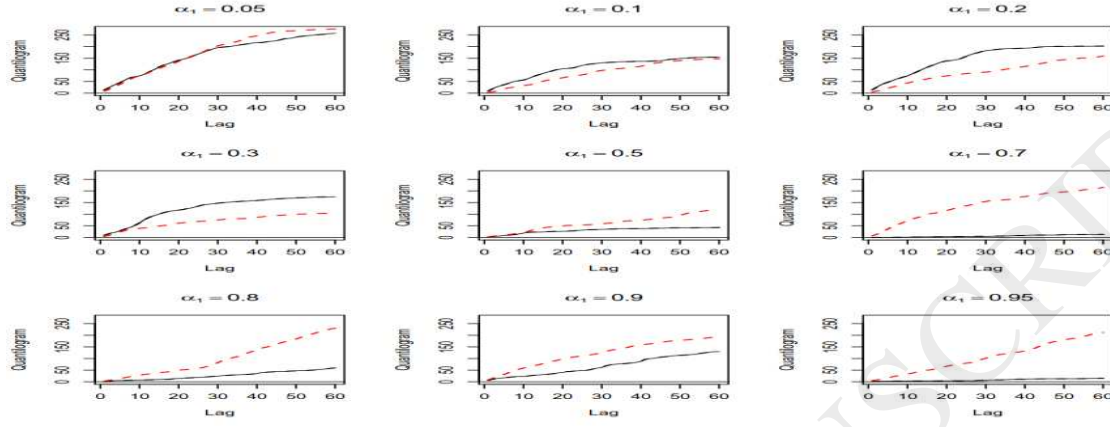 α₁ = 0.05 α₁ = 0.1 α₁ = 0.2
Quantilogram 0 50 150 250 Quantilogram 0 50 150 250 Quantilogram 0 50 150 250
0 10 20 30 40 50 60 0 10 20 30 40 50 60 0 10 20 30 40 50 60
Lag Lag Lag
α₁ = 0.3 α₁ = 0.5 α₁ = 0.7
Quantilogram 0 50 150 250 Quantilogram 0 50 150 250 Quantilogram 0 50 150 250
0 10 20 30 40 50 60 0 10 20 30 40 50 60 0 10 20 30 40 50 60
Lag Lag Lag
α₁ = 0.8 α₁ = 0.9 α₁ = 0.95
Quantilogram 0 50 150 250 Quantilogram 0 50 150 250 Quantilogram 0 50 150 250
0 10 20 30 40 50 60 0 10 20 30 40 50 60 0 10 20 30 40 50 60
Lag Lag Lag